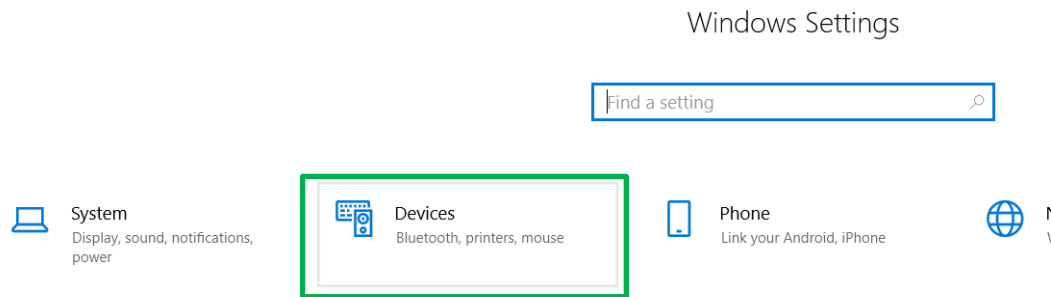 Windows Settings
Find a setting
System
Display, sound, notifications,
power
Devices
Bluetooth, printers, mouse
Phone
Link your Android, iPhone